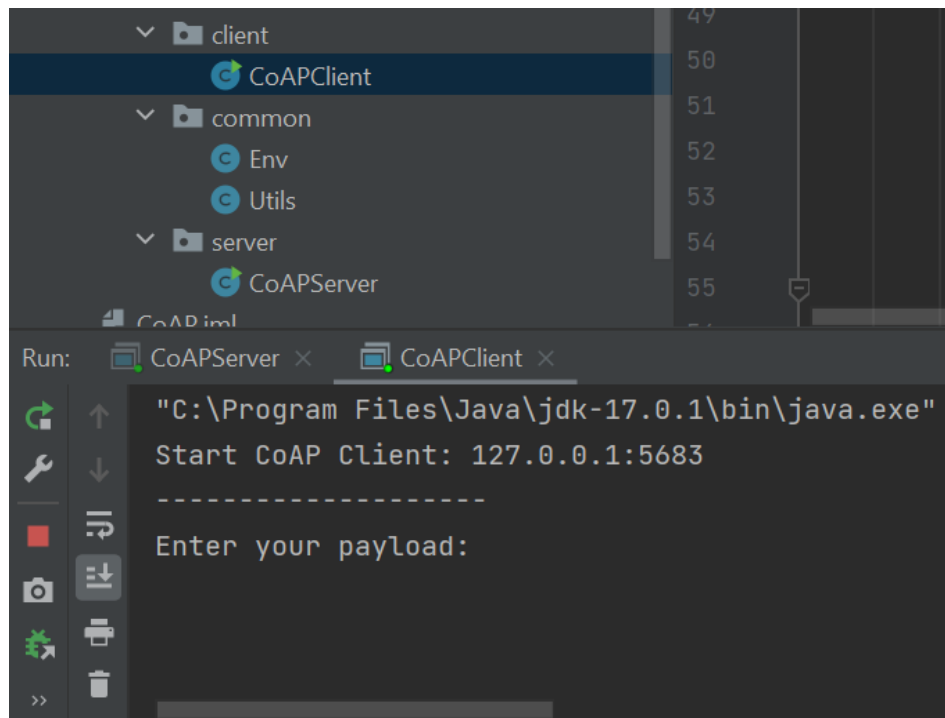 client
CoAPClient
common
Env
Utils
server
CoAPServer
CoAP.iml
49
50
51
52
53
54
55
Run:
CoAPServer
CoAPClient
"C:\Program Files\Java\jdk-17.0.1\bin\java.exe"
Start CoAP Client: 127.0.0.1:5683
--------------------
Enter your payload: